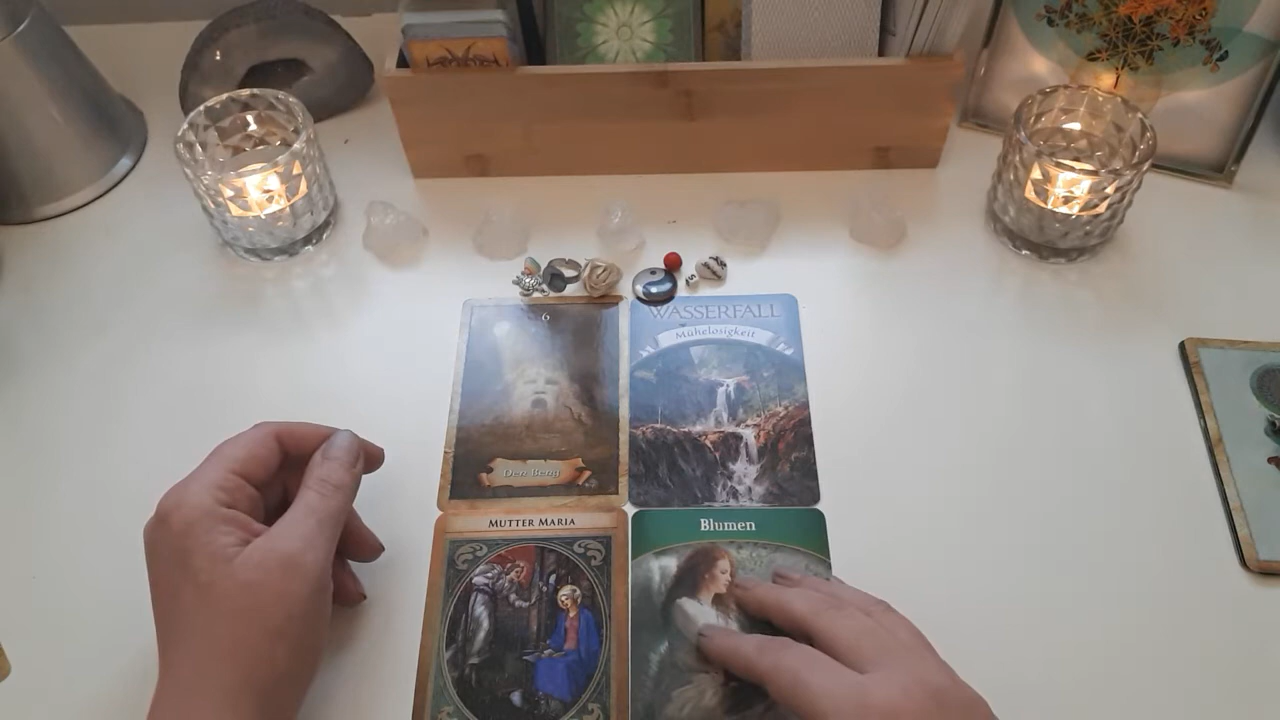 6
Der Berg
WASSERFALL
Mühelosigkeit
MUTTER MARIA
Blumen